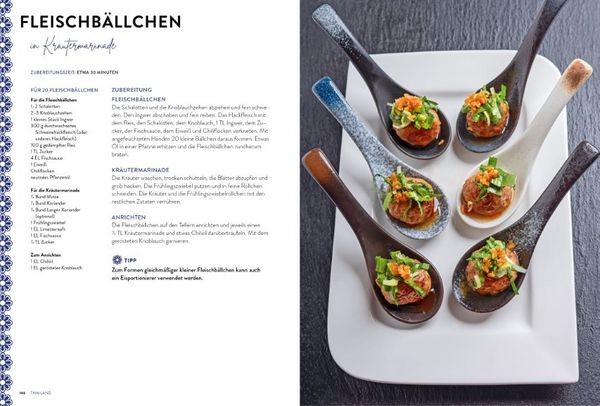 FLEISCHBÄLLCHEN
in Kräutermarinade
ZUBEREITUNGSZEIT: ETWA 30 MINUTEN
FÜR 20 FLEISCHBÄLLCHEN
Für die Fleischbällchen
1–2 Schalotten
2–3 Knoblauchzehen
1 kleines Stück Ingwer
300 g durchwachsenes
Schweinehackfleisch (oder
anderes Hackfleisch)
100 g gedämpfter Reis
1 TL Zucker
4 EL Fischsauce
1 Eiweiß
Chiliflocken
neutrales Pflanzenöl
Für die Kräutermarinade
Bund Minze
Bund Koriander
Bund Langer Koriander
(optional)
1 Frühlingszwiebel
1 EL Limettensaft
EL Fischsauce
TL Zucker
Zum Anrichten
1 EL Chiliöl
1 EL gerösteter Knoblauch
ZUBEREITUNG
FLEISCHBÄLLCHEN
Die Schalotten und die Knoblauchzehen abziehen und fein schnei-
den. Den Ingwer abschaben und fein reiben. Das Hackfleisch mit
dem Reis, den Schalotten, dem Knoblauch, 1 TL Ingwer, dem Zu-
cker, der Fischsauce, dem Eiweiß und Chiliflocken verkneten. Mit
angefeuchteten Händen 20 kleine Bällchen daraus formen. Etwas
Öl in einer Pfanne erhitzen und die Fleischbällchen rundherum
braten.
KRÄUTERMARINADE
Die Kräuter waschen, trocken schütteln, die Blätter abzupfen und
grob hacken. Die Frühlingszwiebel putzen und in feine Röllchen
schneiden. Die Kräuter und die Frühlingszwiebelröllchen mit den
restlichen Zutaten verrühren.
ANRICHTEN
Die Fleischbällchen auf den Tellern anrichten und jeweils einen
½ TL Kräutermarinade und etwas Chiliöl darüberträufeln. Mit dem
gerösteten Knoblauch garnieren.
TIPP
Zum Formen gleichmäßiger kleiner Fleischbällchen kann auch
ein Eisportionierer verwendet werden.
THAILAND